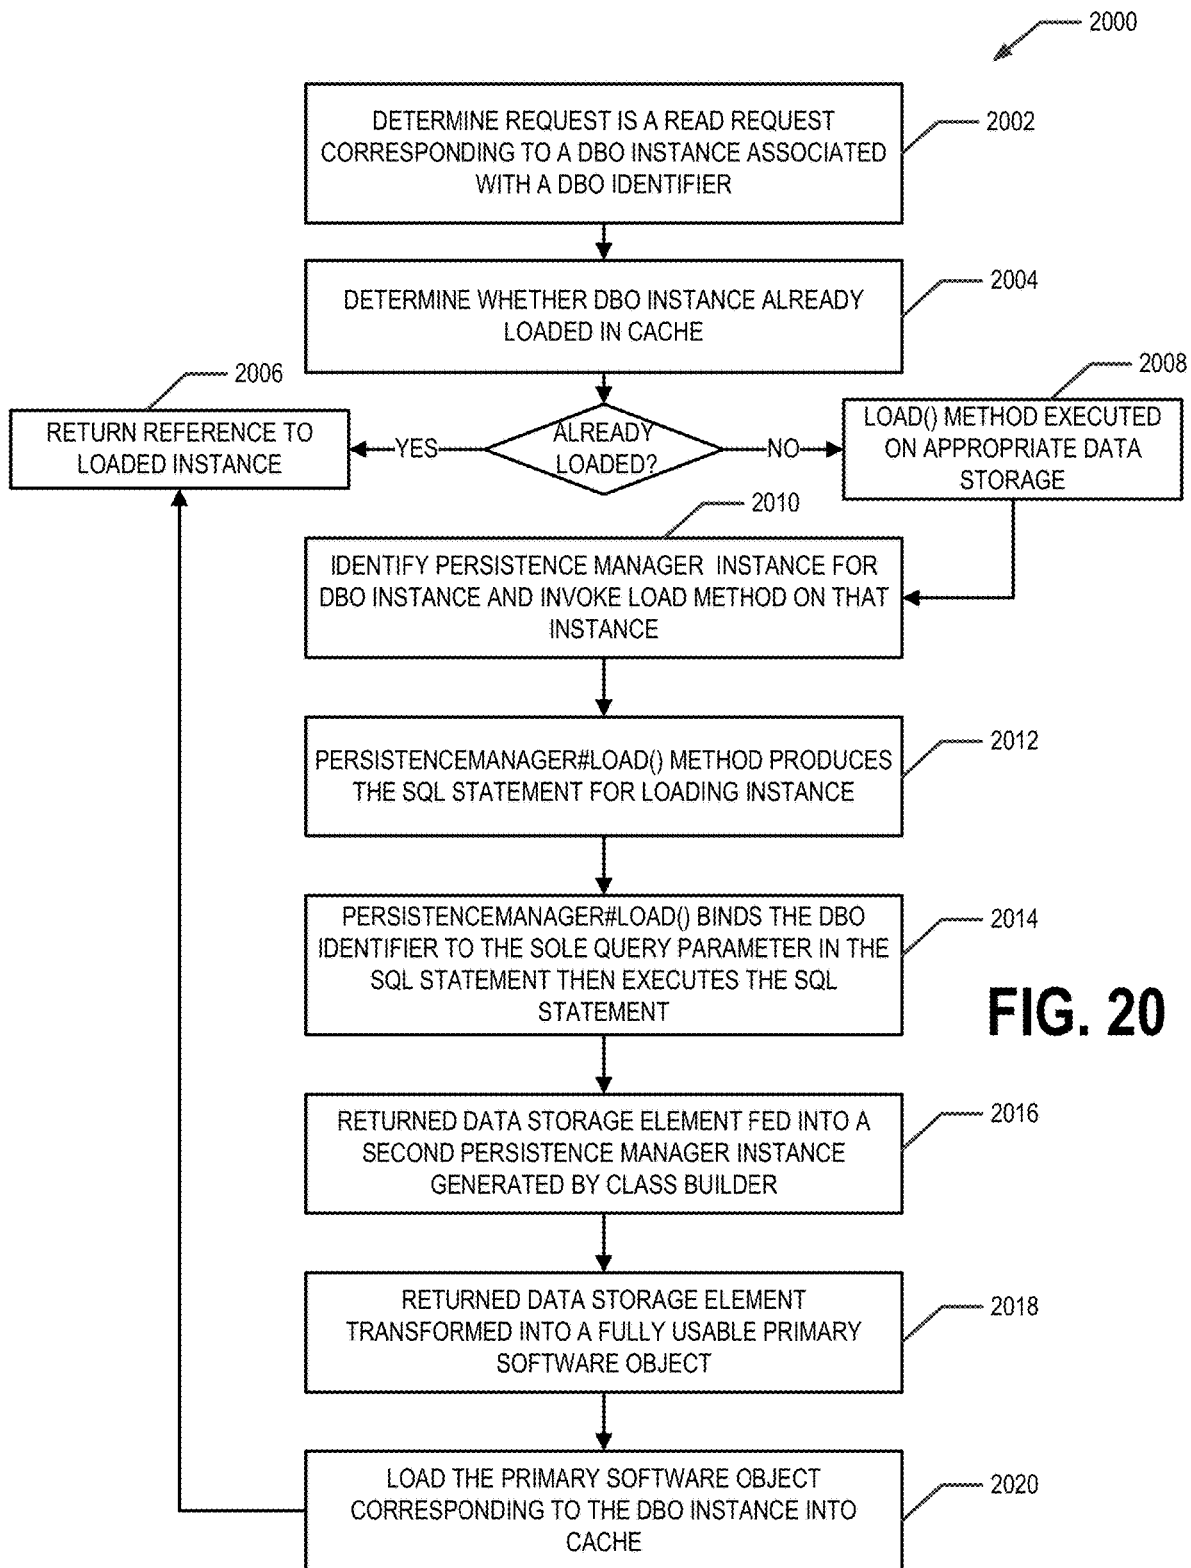 2000
DETERMINE REQUEST IS A READ REQUEST
CORRESPONDING TO A DBO INSTANCE ASSOCIATED
WITH A DBO IDENTIFIER
2002
DETERMINE WHETHER DBO INSTANCE ALREADY
LOADED IN CACHE
2004
2006
RETURN REFERENCE TO
LOADED INSTANCE
YES
ALREADY
LOADED?
NO
2008
LOAD() METHOD EXECUTED
ON APPROPRIATE DATA
STORAGE
2010
IDENTIFY PERSISTENCE MANAGER INSTANCE FOR
DBO INSTANCE AND INVOKE LOAD METHOD ON THAT
INSTANCE
PERSISTENCEMANAGER#LOAD() METHOD PRODUCES
THE SQL STATEMENT FOR LOADING INSTANCE
2012
PERSISTENCEMANAGER#LOAD() BINDS THE DBO
IDENTIFIER TO THE SOLE QUERY PARAMETER IN THE
SQL STATEMENT THEN EXECUTES THE SQL
STATEMENT
2014
FIG. 20
RETURNED DATA STORAGE ELEMENT FED INTO A
SECOND PERSISTENCE MANAGER INSTANCE
GENERATED BY CLASS BUILDER
2016
RETURNED DATA STORAGE ELEMENT
TRANSFORMED INTO A FULLY USABLE PRIMARY
SOFTWARE OBJECT
2018
LOAD THE PRIMARY SOFTWARE OBJECT
CORRESPONDING TO THE DBO INSTANCE INTO
CACHE
2020